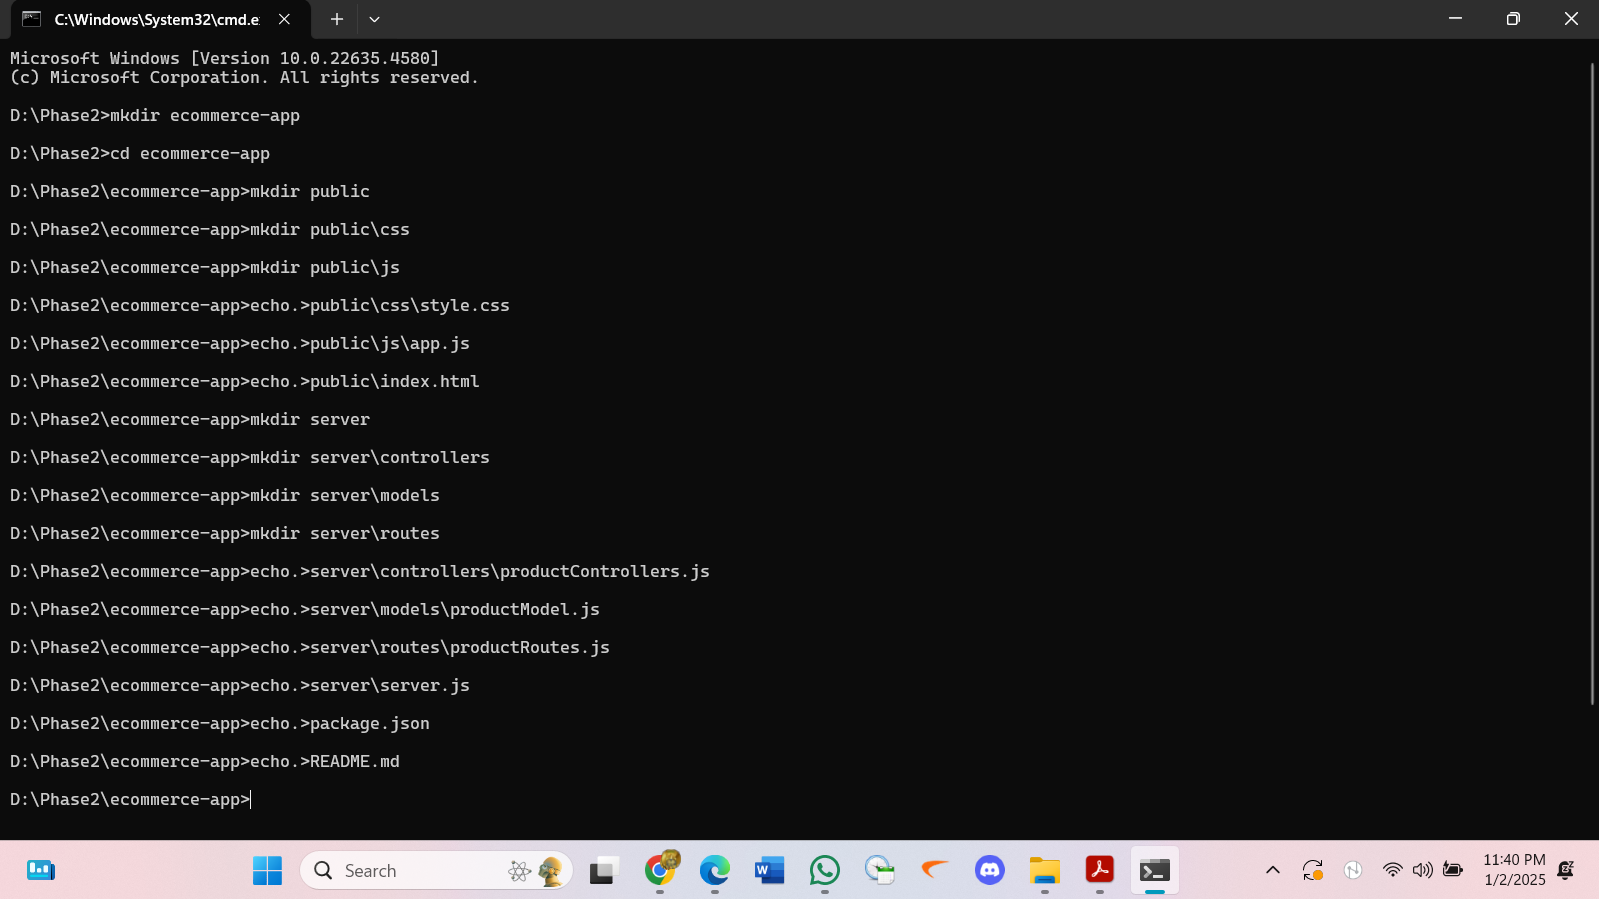 C:\Windows\System32\cmd.e
Microsoft Windows [Version 10.0.22635.4580]
(c) Microsoft Corporation. All rights reserved.
D:\Phase2>mkdir ecommerce-app
D:\Phase2>cd ecommerce-app
D:\Phase2\ecommerce-app>mkdir public
D:\Phase2\ecommerce-app>mkdir public\css
D:\Phase2\ecommerce-app>mkdir public\js
D:\Phase2\ecommerce-app>echo.>public\css\style.css
D:\Phase2\ecommerce-app>echo.>public\js\app.js
D:\Phase2\ecommerce-app>echo.>public\index.html
D:\Phase2\ecommerce-app>mkdir server
D:\Phase2\ecommerce-app>mkdir server\controllers
D:\Phase2\ecommerce-app>mkdir server\models
D:\Phase2\ecommerce-app>mkdir server\routes
D:\Phase2\ecommerce-app>echo.>server\controllers\productControllers.js
D:\Phase2\ecommerce-app>echo.>server\models\productModel.js
D:\Phase2\ecommerce-app>echo.>server\routes\productRoutes.js
D:\Phase2\ecommerce-app>echo.>server\server.js
D:\Phase2\ecommerce-app>echo.>package.json
D:\Phase2\ecommerce-app>echo.>README.md
D:\Phase2\ecommerce-app>
Search
11:40 PM
1/2/2025